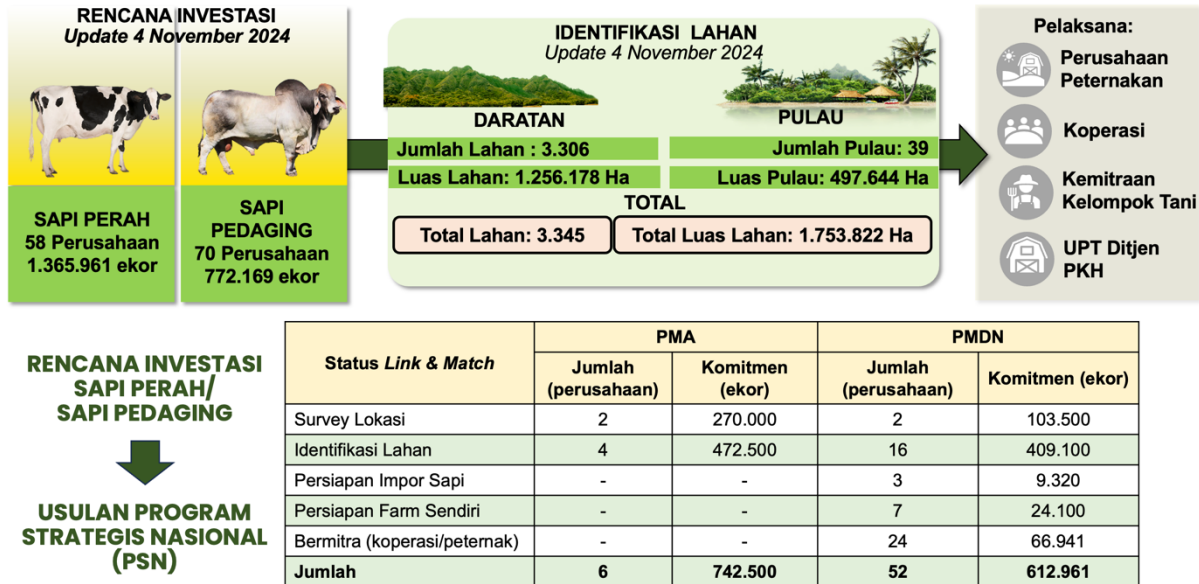 RENCANA INVESTASI
Update 4 November 2024
SAPI PERAH
58 Perusahaan
1.365.961 ekor
SAPI
PEDAGING
70 Perusahaan
772.169 ekor
IDENTIFIKASI LAHAN
Update 4 November 2024
DARATAN
Jumlah Lahan : 3.306
Luas Lahan: 1.256.178 Ha
PULAU
Jumlah Pulau: 39
Luas Pulau: 497.644 Ha
TOTAL
Total Lahan: 3.345
Total Luas Lahan: 1.753.822 Ha
Pelaksana:
Perusahaan
Peternakan
Koperasi
Kemitraan
Kelompok Tani
UPT Ditjen
PKH
RENCANA INVESTASI
SAPI PERAH/
SAPI PEDAGING
USULAN PROGRAM
STRATEGIS NASIONAL
(PSN)
Status Link & Match
PMA
PMDN
Jumlah
(perusahaan)
Komitmen
(ekor)
Jumlah
(perusahaan)
Komitmen (ekor)
Survey Lokasi 2 270.000 2 103.500
Identifikasi Lahan 4 472.500 16 409.100
Persiapan Impor Sapi - - 3 9.320
Persiapan Farm Sendiri - - 7 24.100
Bermitra (koperasi/peternak) - - 24 66.941
Jumlah 6 742.500 52 612.961